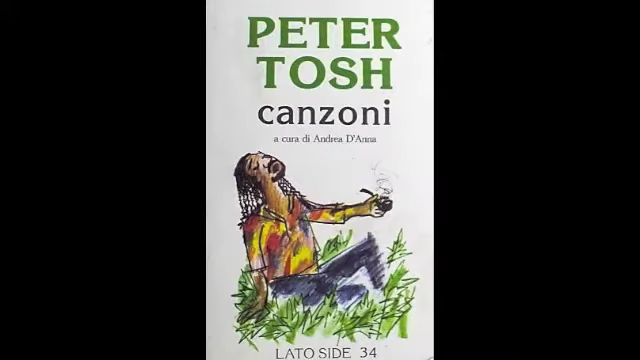 PETER
TOSH
canzoni
a cura di Andrea D'Anna
LATO SIDE 34